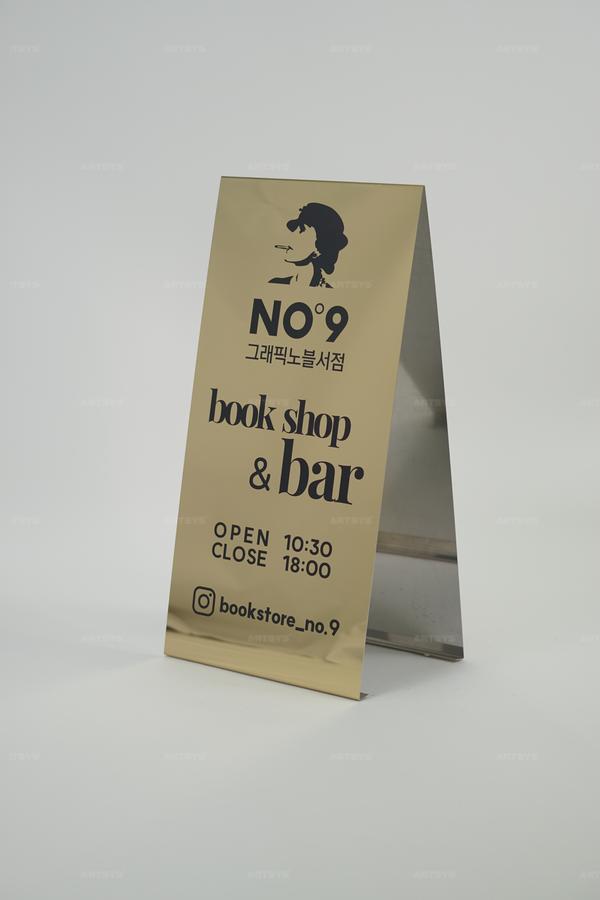 NO°9
그래픽노블서점
book shop
& bar
OPEN 10:30
CLOSE 18:00
bookstore_no.9
ARTSYS